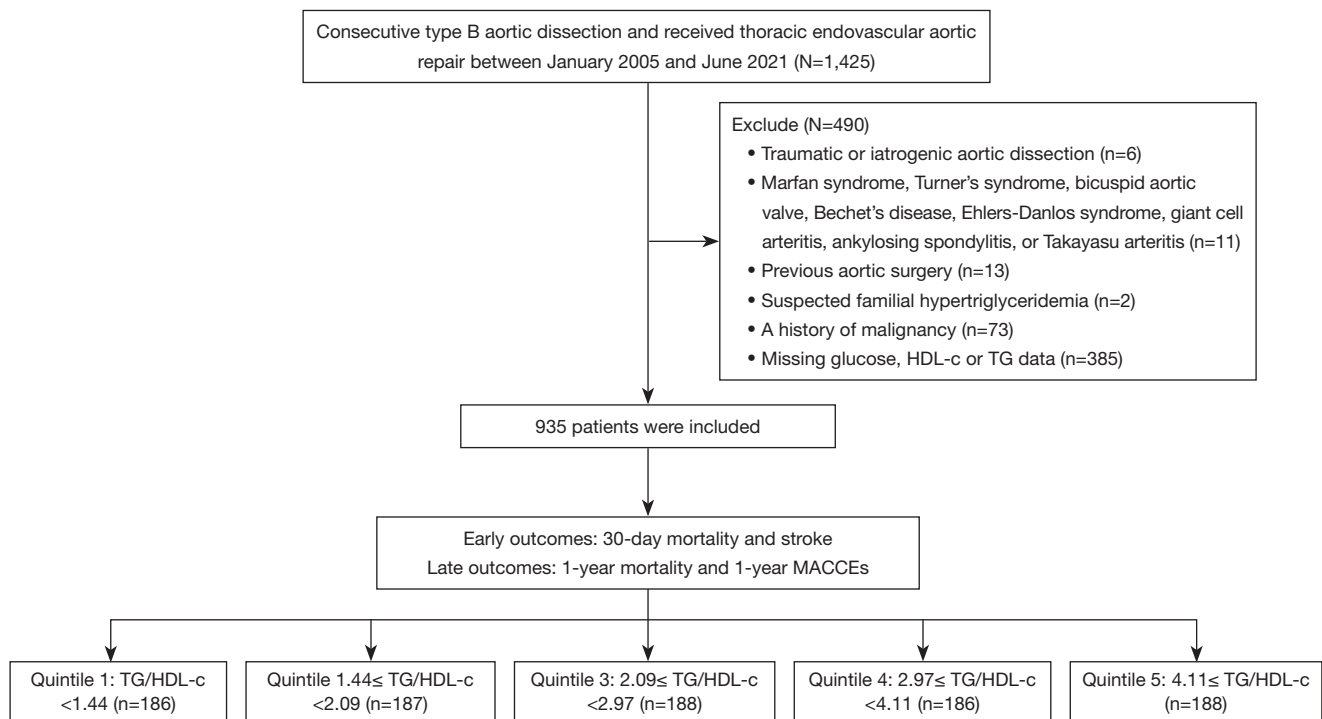 Consecutive type B aortic dissection and received thoracic endovascular aortic
repair between January 2005 and June 2021 (N=1,425)
Exclude (N=490)
• Traumatic or iatrogenic aortic dissection (n=6)
• Marfan syndrome, Turner's syndrome, bicuspid aortic
valve, Bechet's disease, Ehlers-Danlos syndrome, giant cell
arteritis, ankylosing spondylitis, or Takayasu arteritis (n=11)
• Previous aortic surgery (n=13)
• Suspected familial hypertriglyceridemia (n=2)
• A history of malignancy (n=73)
• Missing glucose, HDL-c or TG data (n=385)
935 patients were included
Early outcomes: 30-day mortality and stroke
Late outcomes: 1-year mortality and 1-year MACCEs
Quintile 1: TG/HDL-c
<1.44 (n=186)
Quintile 1.44≤ TG/HDL-c
<2.09 (n=187)
Quintile 3: 2.09≤ TG/HDL-c
<2.97 (n=188)
Quintile 4: 2.97≤ TG/HDL-c
<4.11 (n=186)
Quintile 5: 4.11≤ TG/HDL-c
(n=188)